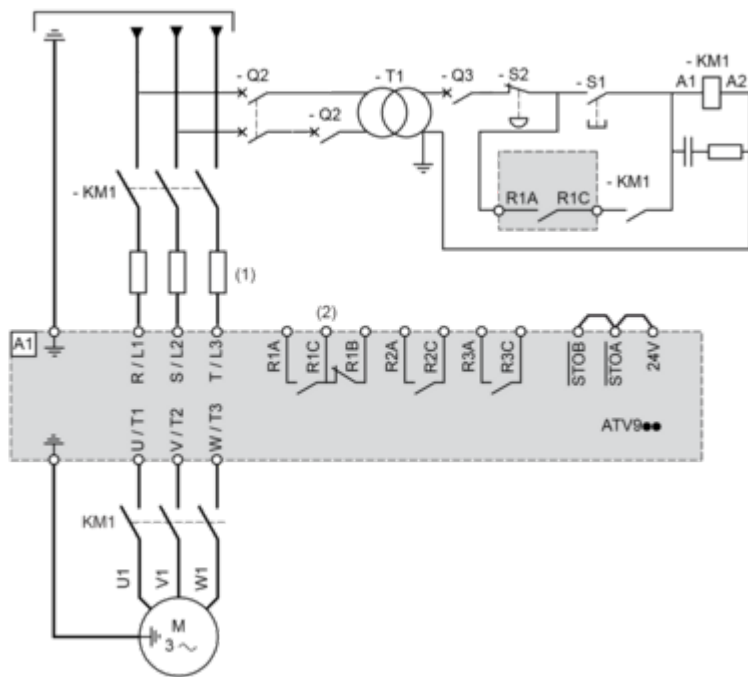 - Q2
- T1
- Q3
- S2
- S1
- KM1
A1
A2
- Q2
- KM1
R1A
R1C
- KM1
(1)
(2)
A1
R / L1
S / L2
T / L3
R1A
R1C
R1B
R2A
R2C
R3A
R3C
STOB
STOA
24V
U / T1
V / T2
W / T3
ATV9●●
KM1
U1
V1
W1
M
3 ~